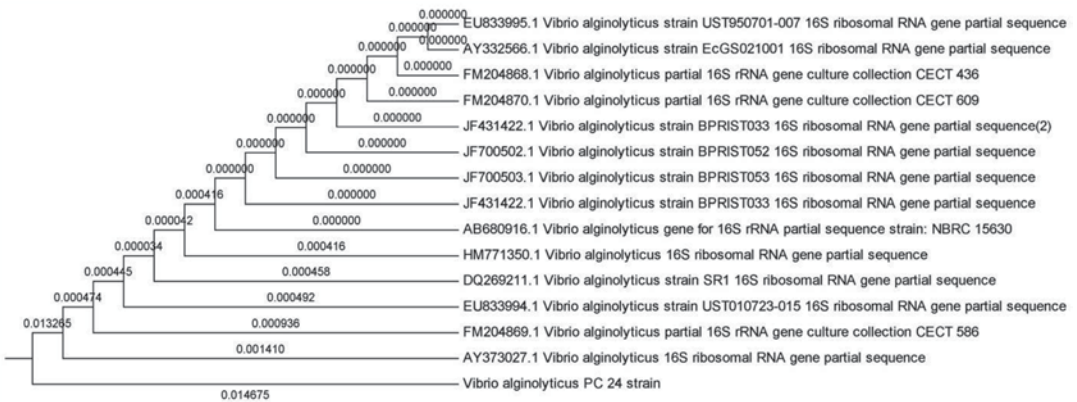 0.000000
EU833995.1 Vibrio alginolyticus strain UST950701-007 16S ribosomal RNA gene partial sequence
0.000000
0.000000
AY332566.1 Vibrio alginolyticus strain EcGS021001 16S ribosomal RNA gene partial sequence
0.000000
0.000000
FM204868.1 Vibrio alginolyticus partial 16S rRNA gene culture collection CECT 436
0.000000
0.000000
FM204870.1 Vibrio alginolyticus partial 16S rRNA gene culture collection CECT 609
0.000000
0.000000
JF431422.1 Vibrio alginolyticus strain BPRIST033 16S ribosomal RNA gene partial sequence(2)
0.000000
0.000000
JF700502.1 Vibrio alginolyticus strain BPRIST052 16S ribosomal RNA gene partial sequence
0.000000
0.000000
JF700503.1 Vibrio alginolyticus strain BPRIST053 16S ribosomal RNA gene partial sequence
0.000416
0.000000
JF431422.1 Vibrio alginolyticus strain BPRIST033 16S ribosomal RNA gene partial sequence
0.000042
0.000000
AB680916.1 Vibrio alginolyticus gene for 16S rRNA partial sequence strain: NBRC 15630
0.000034
0.000416
HM771350.1 Vibrio alginolyticus 16S ribosomal RNA gene partial sequence
0.000445
0.000458
DQ269211.1 Vibrio alginolyticus strain SR1 16S ribosomal RNA gene partial sequence
0.000474
0.000492
EU833994.1 Vibrio alginolyticus strain UST010723-015 16S ribosomal RNA gene partial sequence
0.013265
0.000936
FM204869.1 Vibrio alginolyticus partial 16S rRNA gene culture collection CECT 586
0.001410
AY373027.1 Vibrio alginolyticus 16S ribosomal RNA gene partial sequence
Vibrio alginolyticus PC 24 strain
0.014675